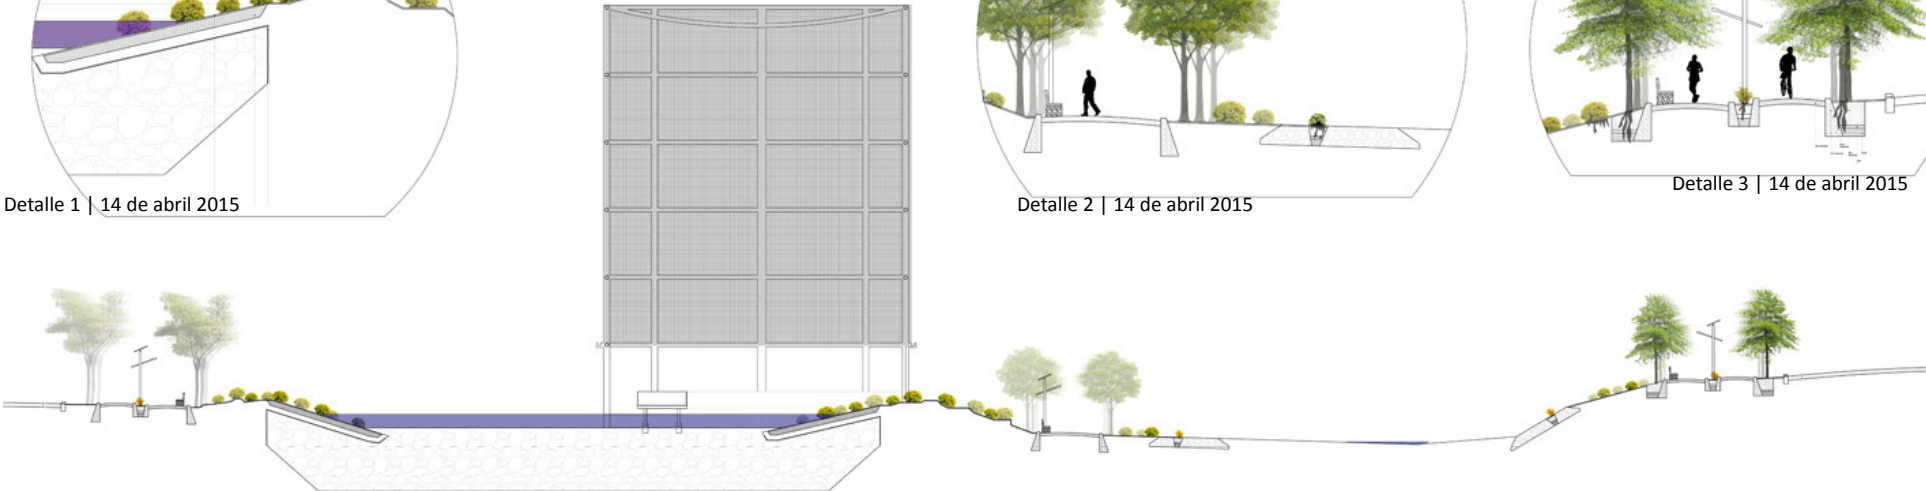 Detalle 1 | 14 de abril 2015
Detalle 2 | 14 de abril 2015
Detalle 3 | 14 de abril 2015